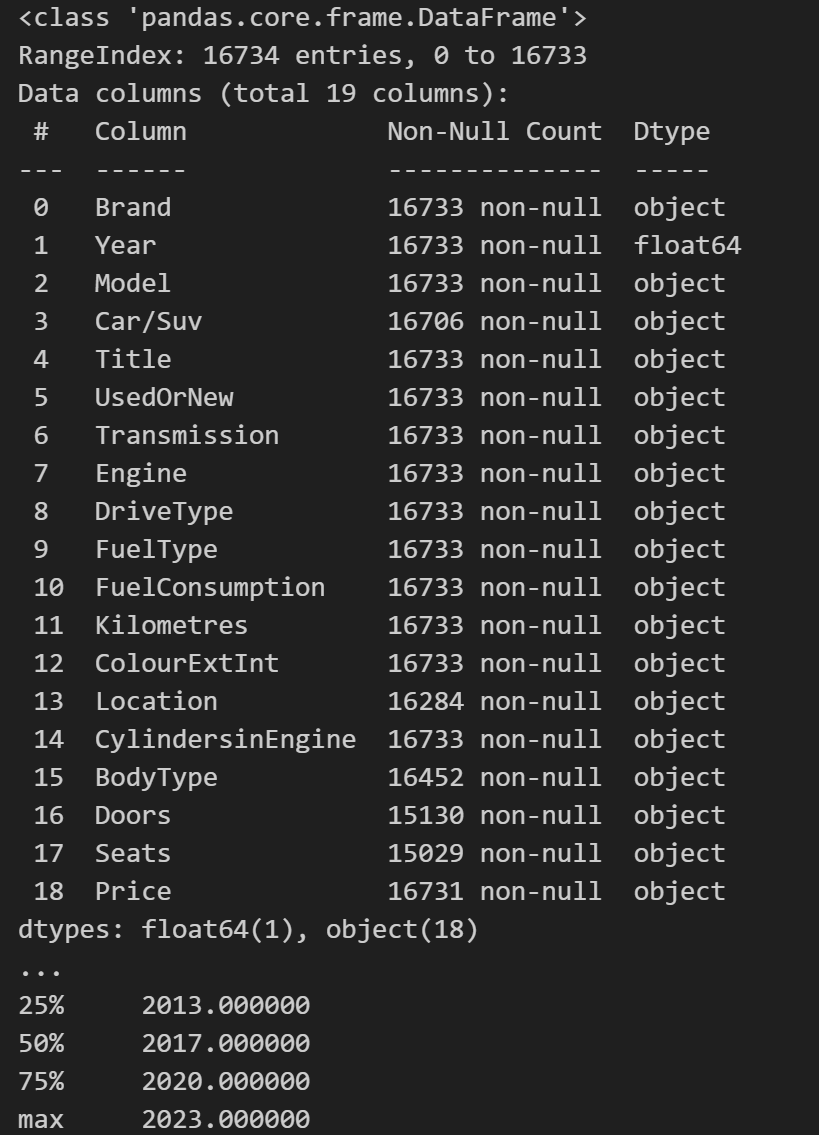 <class 'pandas.core.frame.DataFrame'>
RangeIndex: 16734 entries, 0 to 16733
Data columns (total 19 columns):
 #   Column             Non-Null Count  Dtype
---  ------             --------------  -----
 0   Brand              16733 non-null  object
 1   Year               16733 non-null  float64
 2   Model              16733 non-null  object
 3   Car/Suv            16706 non-null  object
 4   Title              16733 non-null  object
 5   UsedOrNew          16733 non-null  object
 6   Transmission       16733 non-null  object
 7   Engine             16733 non-null  object
 8   DriveType          16733 non-null  object
 9   FuelType           16733 non-null  object
 10  FuelConsumption    16733 non-null  object
 11  Kilometres         16733 non-null  object
 12  ColourExtInt       16733 non-null  object
 13  Location           16284 non-null  object
 14  CylindersinEngine  16733 non-null  object
 15  BodyType           16452 non-null  object
 16  Doors              15130 non-null  object
 17  Seats              15029 non-null  object
 18  Price              16731 non-null  object
dtypes: float64(1), object(18)
...
25%     2013.000000
50%     2017.000000
75%     2020.000000
max     2023.000000